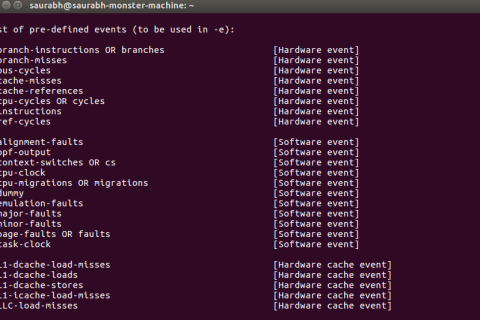 saurabh@saurabh-monster-machine: ~
st of pre-defined events (to be used in -e):
branch-instructions OR branches [Hardware event]
branch-misses [Hardware event]
bus-cycles [Hardware event]
cache-misses [Hardware event]
cache-references [Hardware event]
cpu-cycles OR cycles [Hardware event]
instructions [Hardware event]
ref-cycles [Hardware event]
alignment-faults [Software event]
bpf-output [Software event]
context-switches OR cs [Software event]
cpu-clock [Software event]
cpu-migrations OR migrations [Software event]
dummy [Software event]
emulation-faults [Software event]
major-faults [Software event]
minor-faults [Software event]
page-faults OR faults [Software event]
task-clock [Software event]
L1-dcache-load-misses [Hardware cache event]
L1-dcache-loads [Hardware cache event]
L1-dcache-stores [Hardware cache event]
L1-icache-load-misses [Hardware cache event]
LLC-load-misses [Hardware cache event]